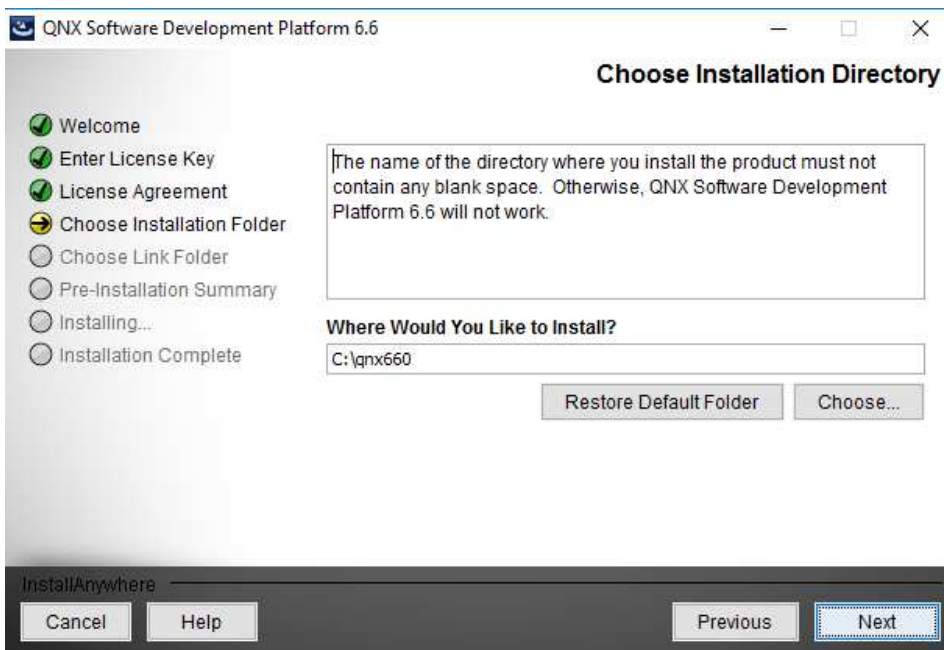 QNX Software Development Platform 6.6
Choose Installation Directory
Welcome
Enter License Key
License Agreement
Choose Installation Folder
Choose Link Folder
Pre-Installation Summary
Installing...
Installation Complete
The name of the directory where you install the product must not
contain any blank space.  Otherwise, QNX Software Development
Platform 6.6 will not work.
Where Would You Like to Install?
C:\qnx660
Restore Default Folder
Choose...
InstallAnywhere
Cancel
Help
Previous
Next